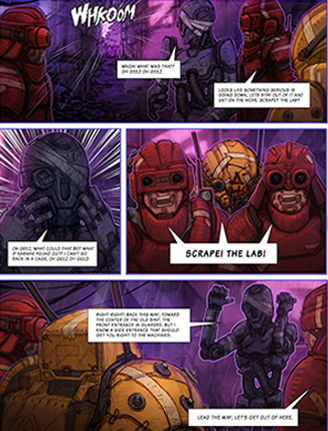 WHKOOM
WHOA! WHAT WAS THAT?
OH GEEZ OH GEEZ.
LOOKS LIKE SOMETHING SERIOUS IS
GOING DOWN, LETS STAY OUT OF IT AND
GET ON THE MOVE. SCRAPE! THE LAB!
OH GEEZ, WHAT COULD THAT BE? WHAT
IF KARNAK FOUND OUT? I CAN'T GO
BACK IN A CAGE, OH GEEZ OH GEEZ!
SCRAPE! THE LAB!
RIGHT! RIGHT! BACK THIS WAY, TOWARD
THE CENTER OF THE OLD SHIP. THE
FRONT ENTRANCE IS GUARDED, BUT I
KNOW A SIDE ENTRANCE THAT SHOULD
GET YOU RIGHT TO THE MACHINES.
LEAD THE WAY, LET'S GET OUT OF HERE.